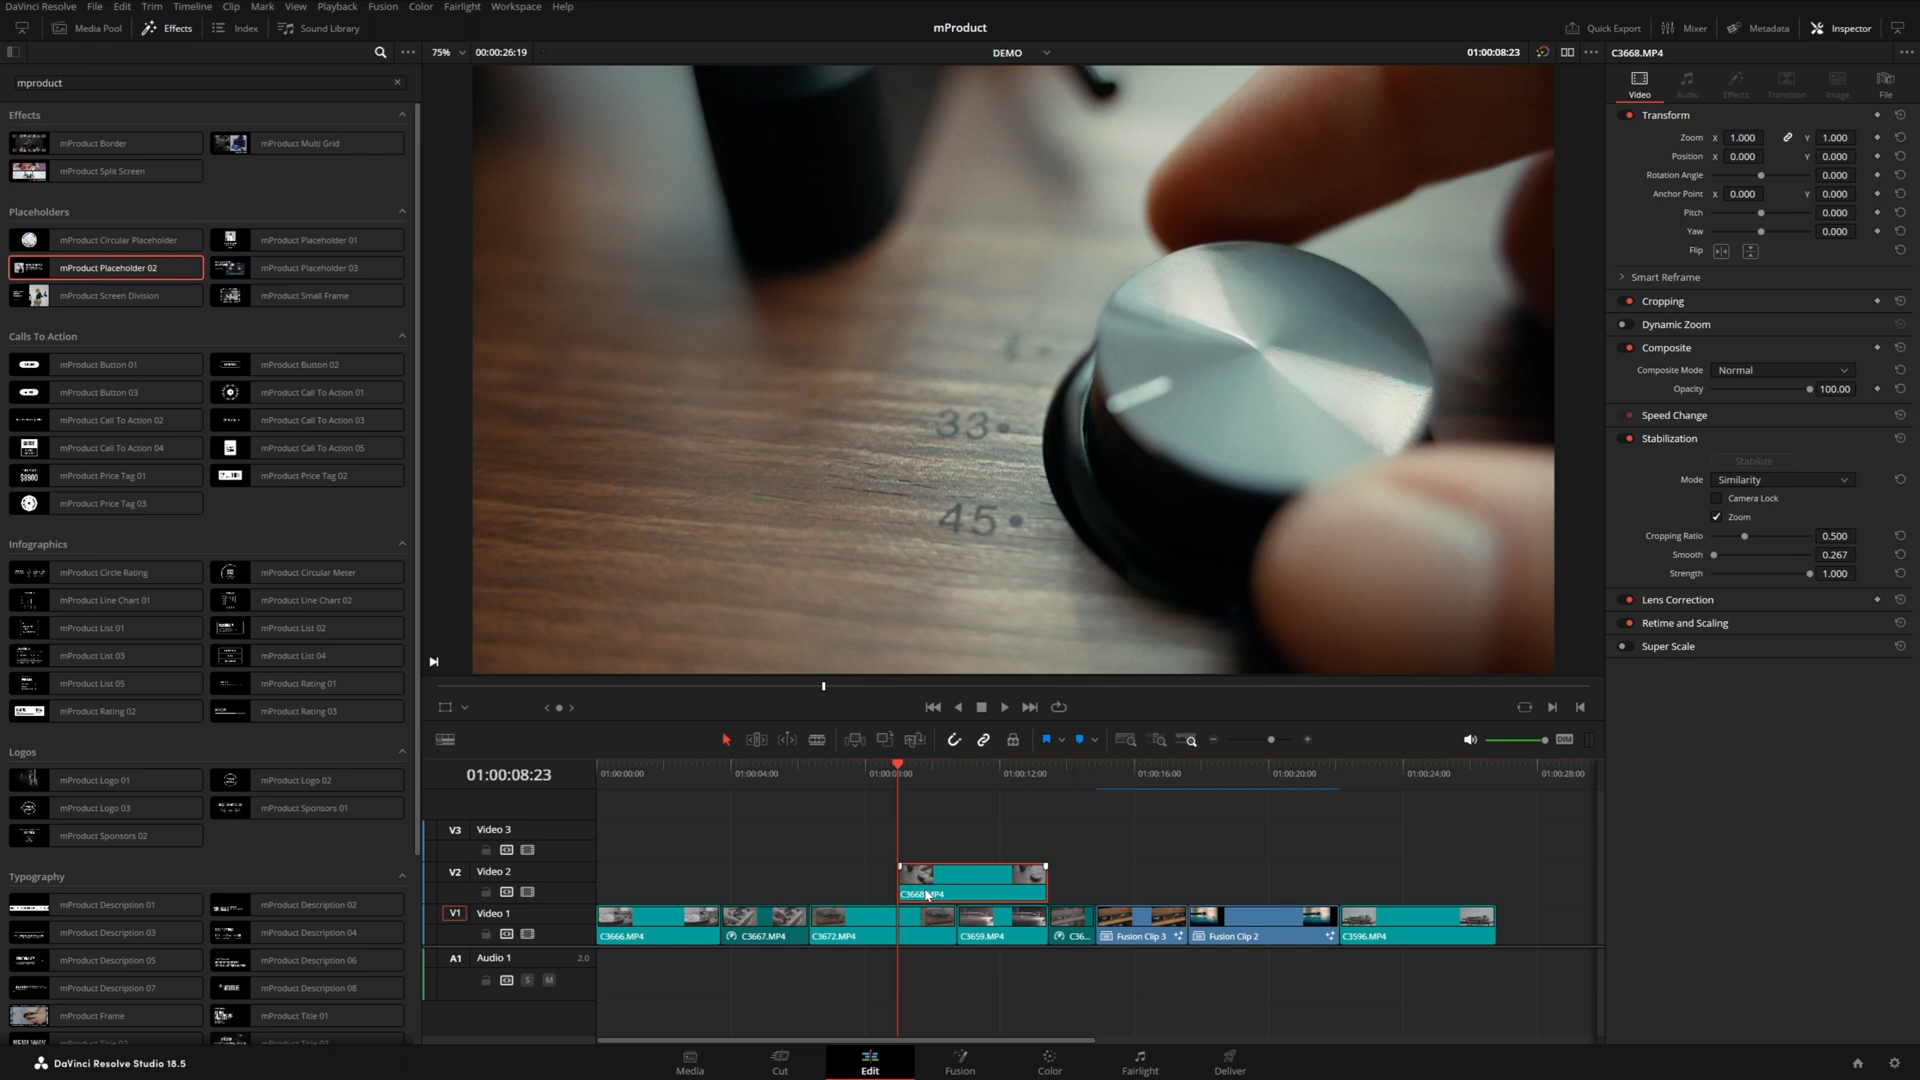 DaVinci Resolve File Edit Trim Timeline Clip Mark View Playback Fusion Color Fairlight Workspace Help
Media Pool Effects Index Sound Library mProduct Quick Export Mixer Metadata Inspector
75% 00:00:26:19 DEMO 01:00:08:23 C3668.MP4
mproduct
Video Audio Effects Transition Image File
Effects
mProduct Border mProduct Multi Grid
mProduct Split Screen
Placeholders
mProduct Circular Placeholder mProduct Placeholder 01
mProduct Placeholder 02 mProduct Placeholder 03
mProduct Screen Division mProduct Small Frame
Calls To Action
mProduct Button 01 mProduct Button 02
mProduct Button 03 mProduct Call To Action 01
mProduct Call To Action 02 mProduct Call To Action 03
mProduct Call To Action 04 mProduct Call To Action 05
$8900 mProduct Price Tag 01 mProduct Price Tag 02
mProduct Price Tag 03
Infographics
mProduct Circle Rating mProduct Circular Meter
mProduct Line Chart 01 mProduct Line Chart 02
mProduct List 01 mProduct List 02
mProduct List 03 mProduct List 04
mProduct List 05 mProduct Rating 01
mProduct Rating 02 mProduct Rating 03
Logos
mProduct Logo 01 mProduct Logo 02
mProduct Logo 03 mProduct Sponsors 01
mProduct Sponsors 02
Typography
mProduct Description 01 mProduct Description 02
mProduct Description 03 mProduct Description 04
mProduct Description 05 mProduct Description 06
mProduct Description 07 mProduct Description 08
mProduct Frame mProduct Title 01
33
45
Transform
Zoom X 1.000 Y 1.000
Position X 0.000 Y 0.000
Rotation Angle 0.000
Anchor Point X 0.000 Y 0.000
Pitch 0.000
Yaw 0.000
Flip
Smart Reframe
Cropping
Dynamic Zoom
Composite
Composite Mode Normal
Opacity 100.00
Speed Change
Stabilization
Stabilize
Mode Similarity
Camera Lock
Zoom
Cropping Ratio 0.500
Smooth 0.267
Strength 1.000
Lens Correction
Retime and Scaling
Super Scale
DIM
01:00:08:23 01:00:00:00 01:00:04:00 01:00:12:00 01:00:16:00 01:00:20:00 01:00:24:00 01:00:28:00
V3 Video 3
V2 Video 2
C3668.MP4
V1 Video 1
C3666.MP4 C3667.MP4 C3672.MP4 C3659.MP4 C36... Fusion Clip 3 Fusion Clip 2 C3596.MP4
A1 Audio 1 2.0
S M
DaVinci Resolve Studio 18.5
Media Cut Edit Fusion Color Fairlight Deliver